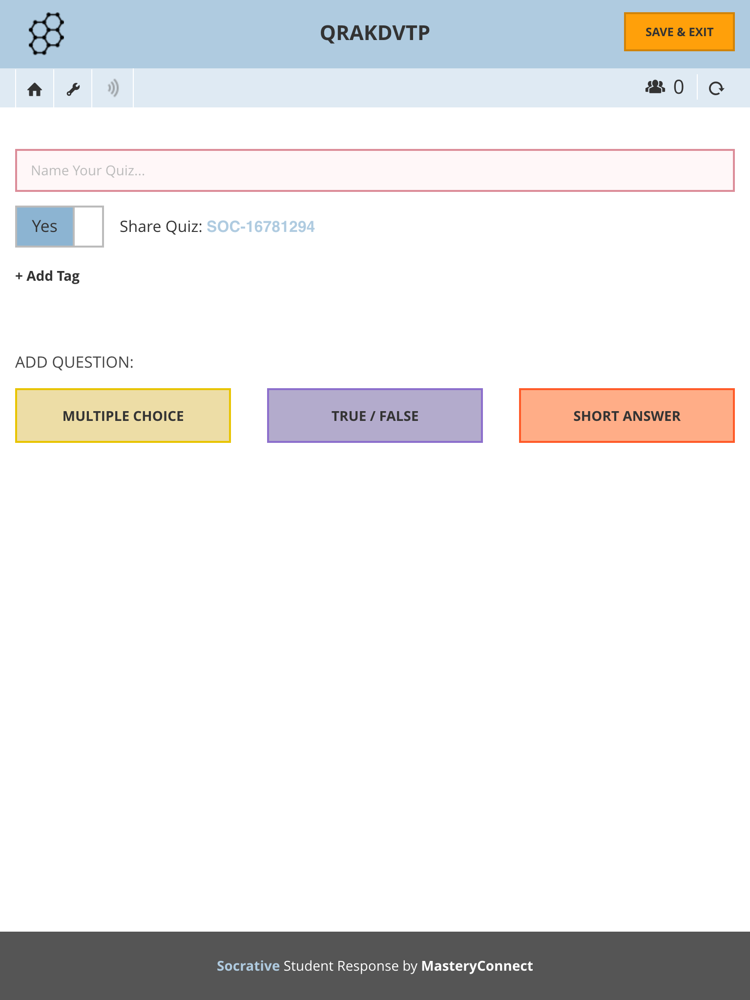 QRAKDVTP
SAVE & EXIT
0
Name Your Quiz...
Yes
Share Quiz: SOC-16781294
+ Add Tag
ADD QUESTION:
MULTIPLE CHOICE
TRUE / FALSE
SHORT ANSWER
Socrative Student Response by MasteryConnect